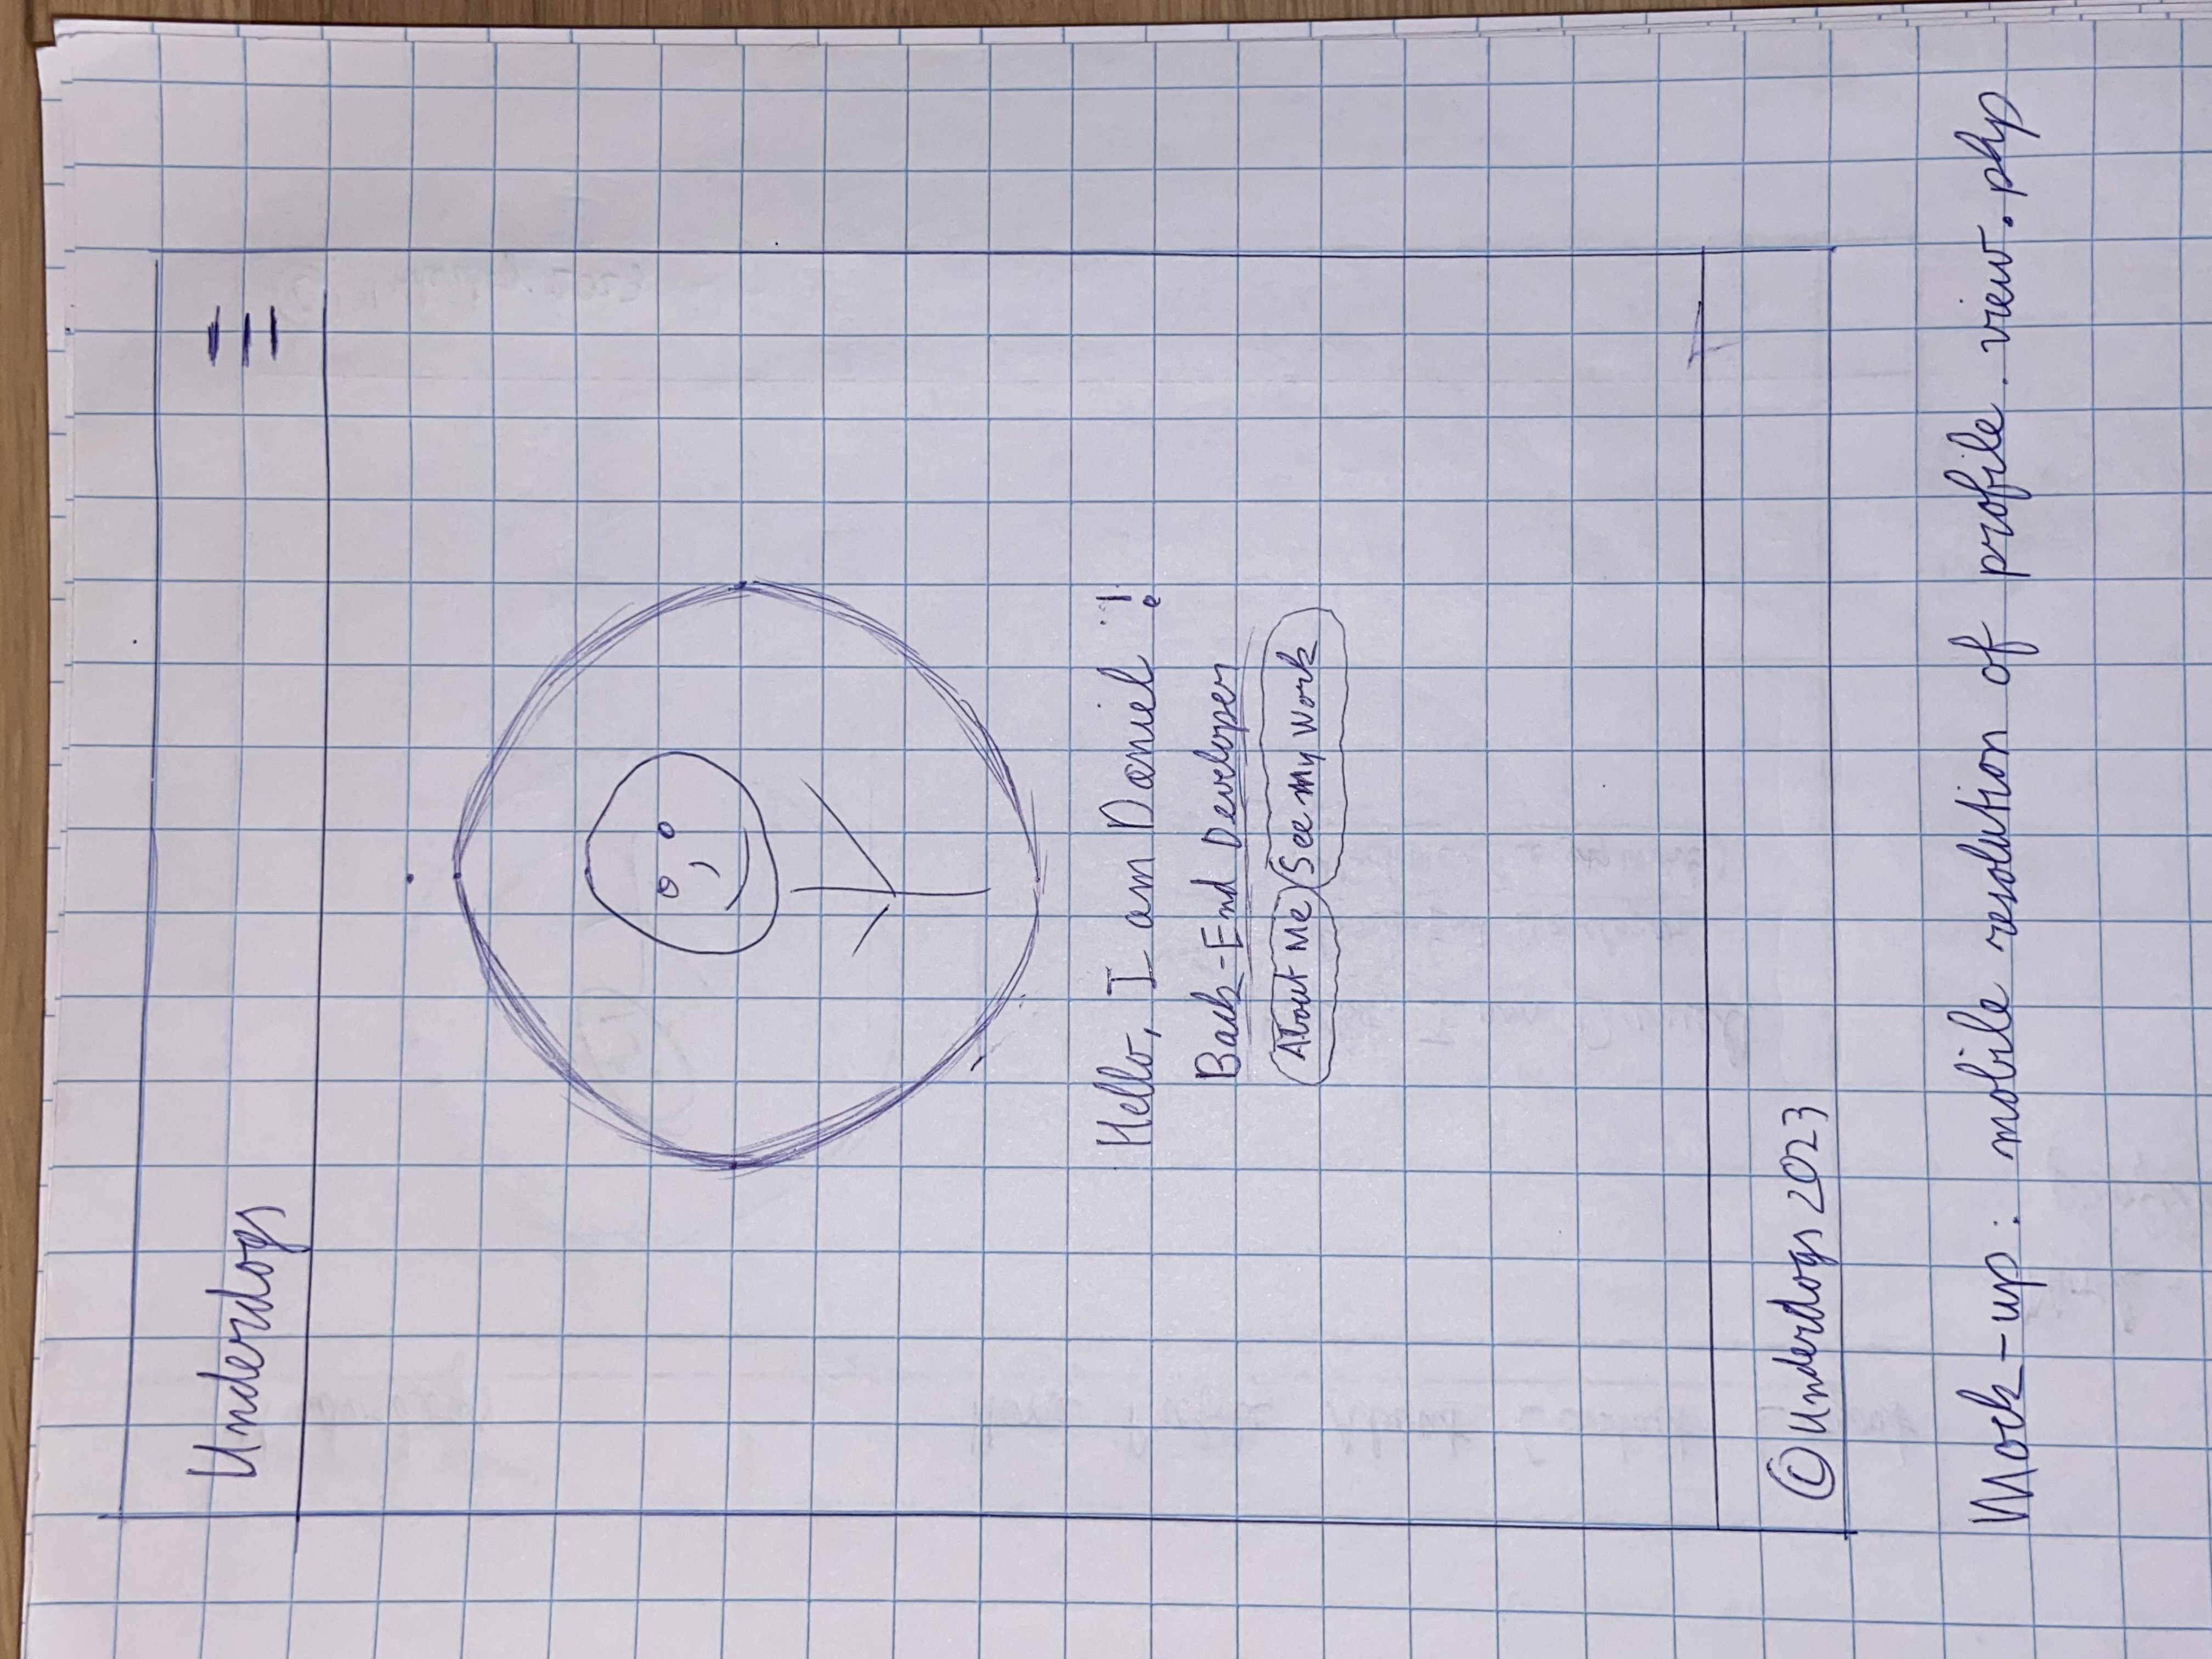 Underdogs
Hello, I am Daniel !
Back-End Developer
About Me See My Work
© Underdogs 2023
Mock-up: mobile resolution of profile.view.php